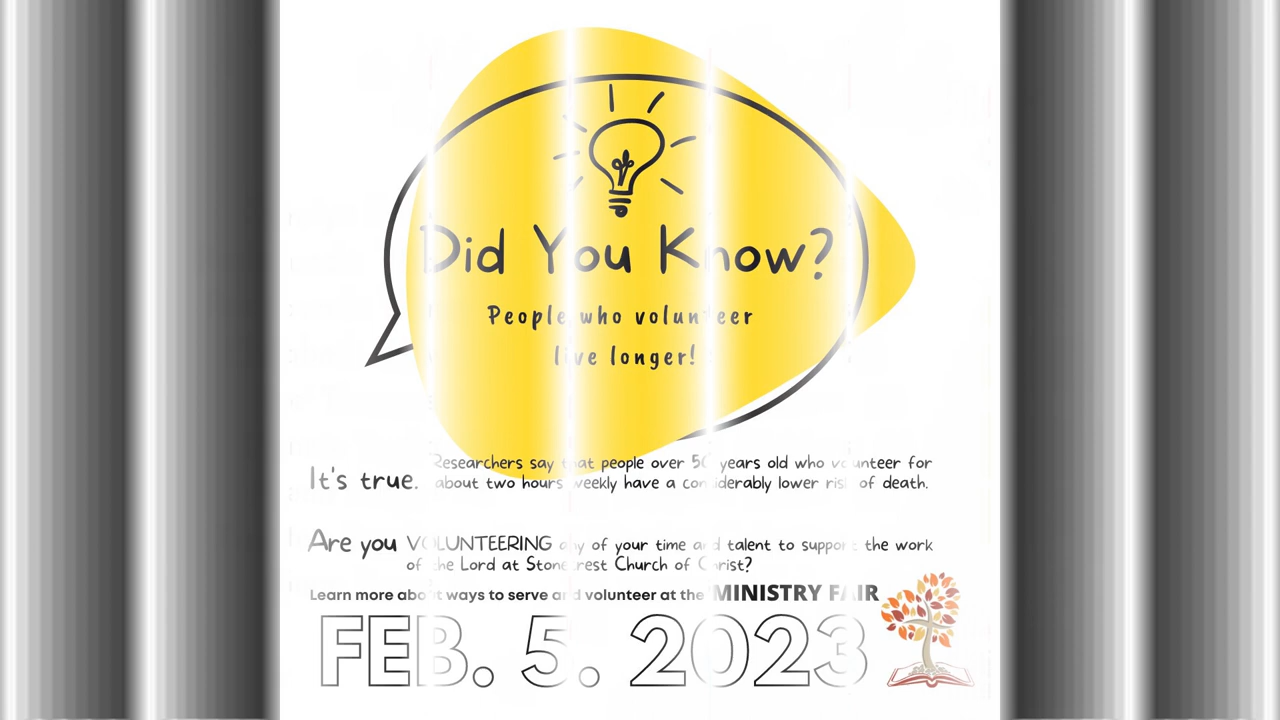 Did You Know?
People who volunteer
live longer!
It's true.
Researchers say that people over 50 years old who volunteer for
about two hours weekly have a considerably lower risk of death.
Are you VOLUNTEERING any of your time and talent to support the work
of the Lord at Stonecrest Church of Christ?
Learn more about ways to serve and volunteer at the MINISTRY FAIR
FEB. 5. 2023